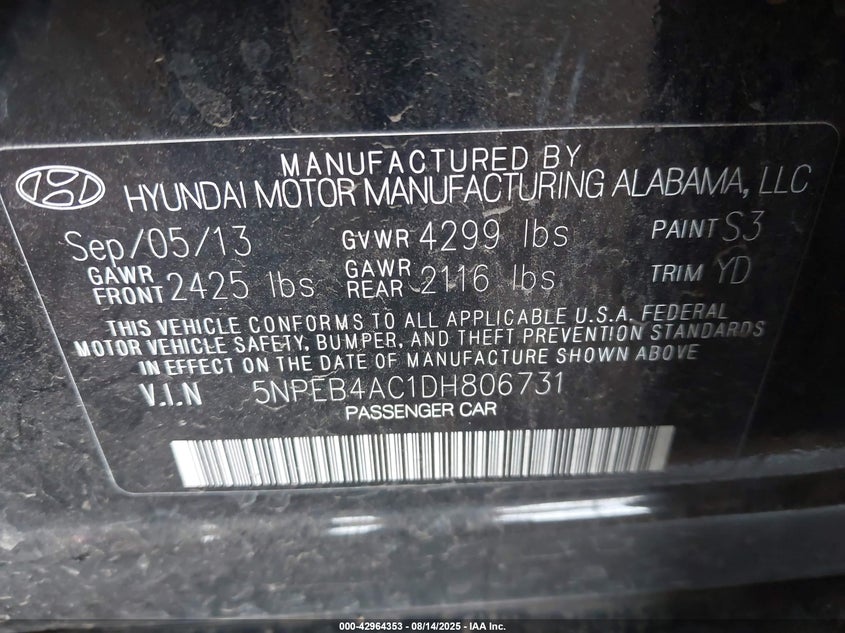 MANUFACTURED BY
HYUNDAI MOTOR MANUFACTURING ALABAMA, LLC
Sep/05/13 GVWR 4299 lbs PAINT S3
GAWR FRONT 2425 lbs GAWR REAR 2116 lbs TRIM YD
THIS VEHICLE CONFORMS TO ALL APPLICABLE U.S.A. FEDERAL
MOTOR VEHICLE SAFETY, BUMPER, AND THEFT PREVENTION STANDARDS
IN EFFECT ON THE DATE OF MANUFACTURE SHOWN ABOVE
V.I.N 5NPEB4AC1DH806731
PASSENGER CAR
000-42964353 - 08/14/2025 - IAA Inc.